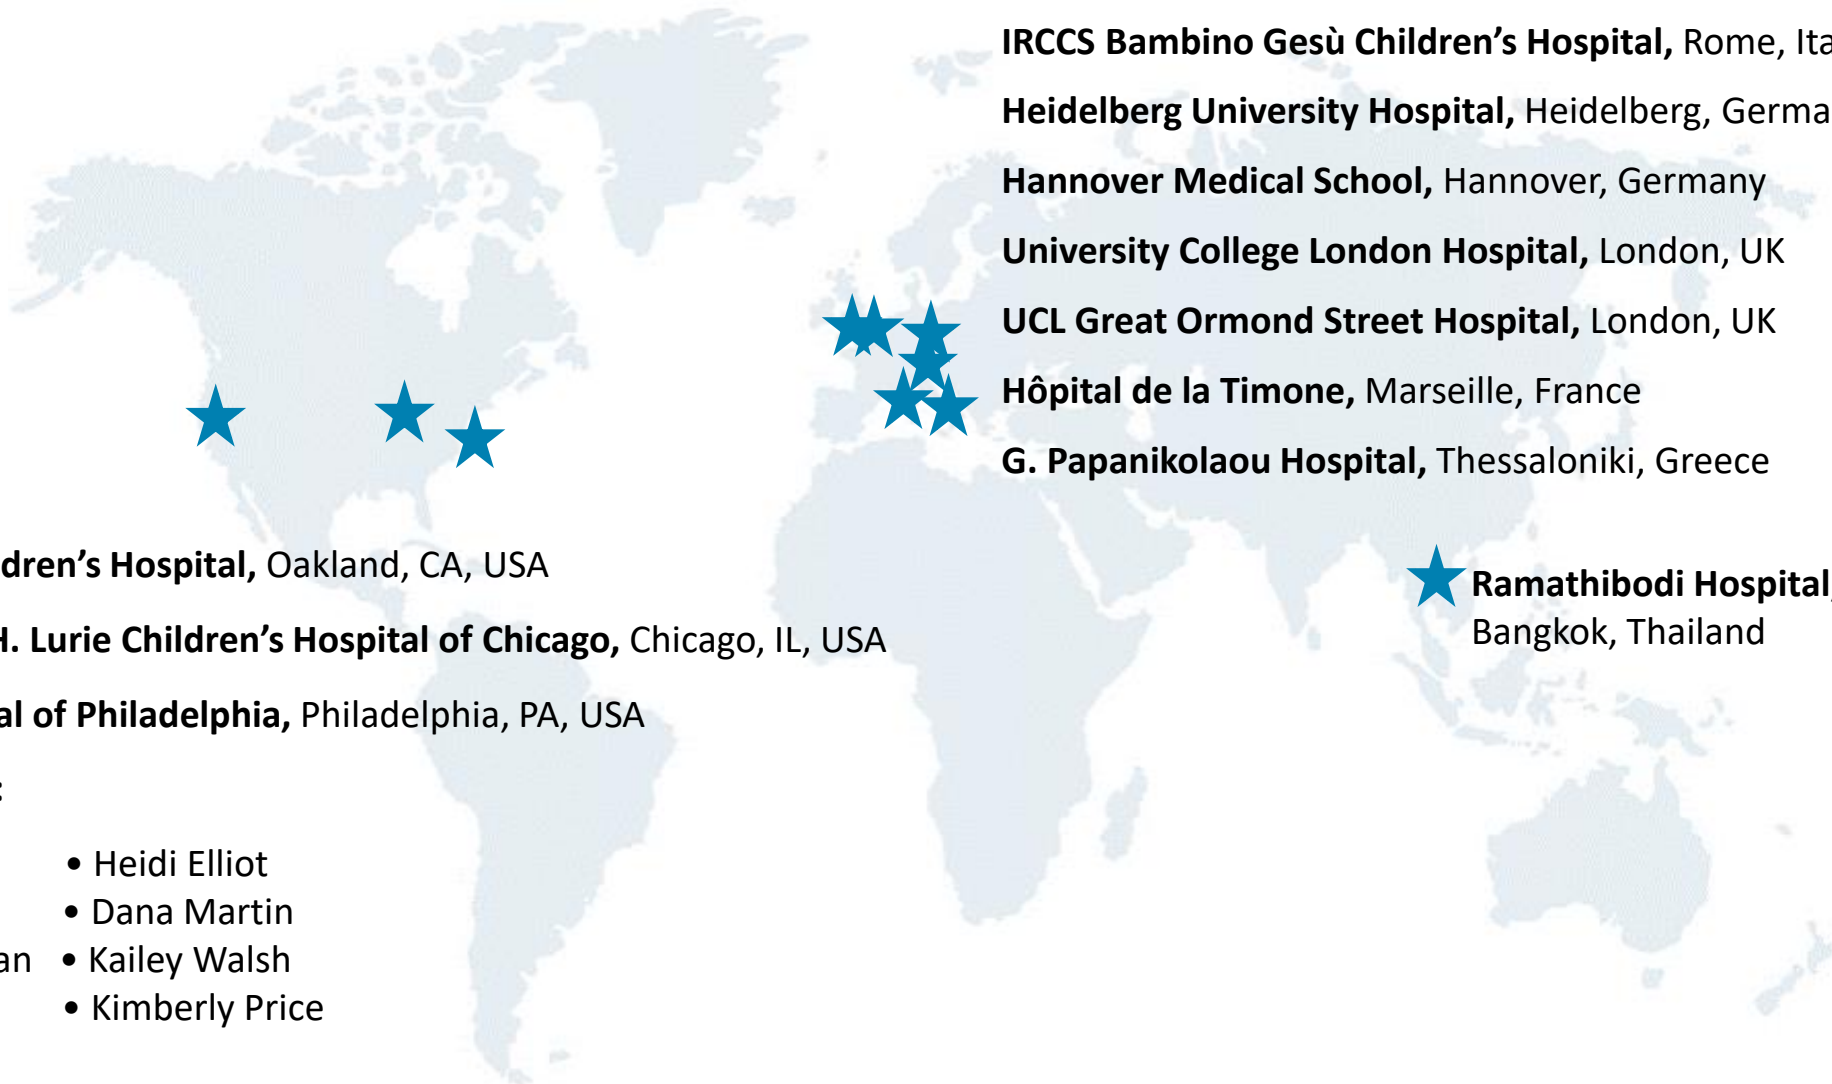 IRCCS Bambino Gesù Children’s Hospital, Rome, Ita
Heidelberg University Hospital, Heidelberg, Germa
Hannover Medical School, Hannover, Germany
University College London Hospital, London, UK
UCL Great Ormond Street Hospital, London, UK
Hôpital de la Timone, Marseille, France
G. Papanikolaou Hospital, Thessaloniki, Greece
dren’s Hospital, Oakland, CA, USA
H. Lurie Children’s Hospital of Chicago, Chicago, IL, USA
al of Philadelphia, Philadelphia, PA, USA
:
• Heidi Elliot
• Dana Martin
an • Kailey Walsh
• Kimberly Price
Ramathibodi Hospital,
Bangkok, Thailand